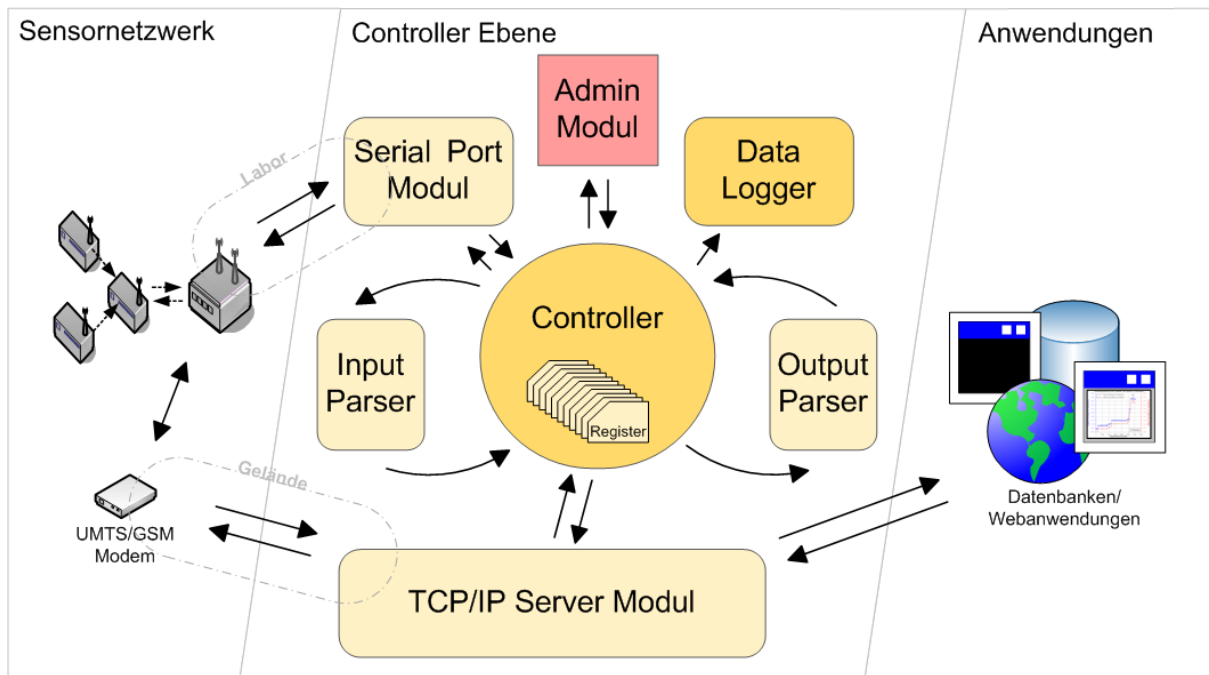 Sensornetzwerk
Controller Ebene
Anwendungen
Admin
Modul
Serial Port
Modul
Data
Logger
Labor
Controller
Input
Parser
Output
Parser
Register
Gelände
UMTS/GSM
Modem
Datenbanken/
Webanwendungen
TCP/IP Server Modul